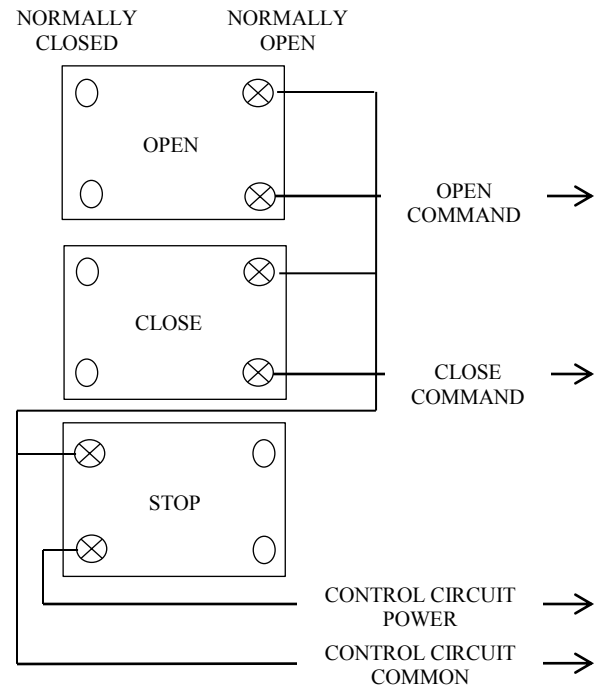 NORMALLY
CLOSED
NORMALLY
OPEN
OPEN
OPEN
COMMAND
CLOSE
CLOSE
COMMAND
STOP
CONTROL CIRCUIT
POWER
CONTROL CIRCUIT
COMMON